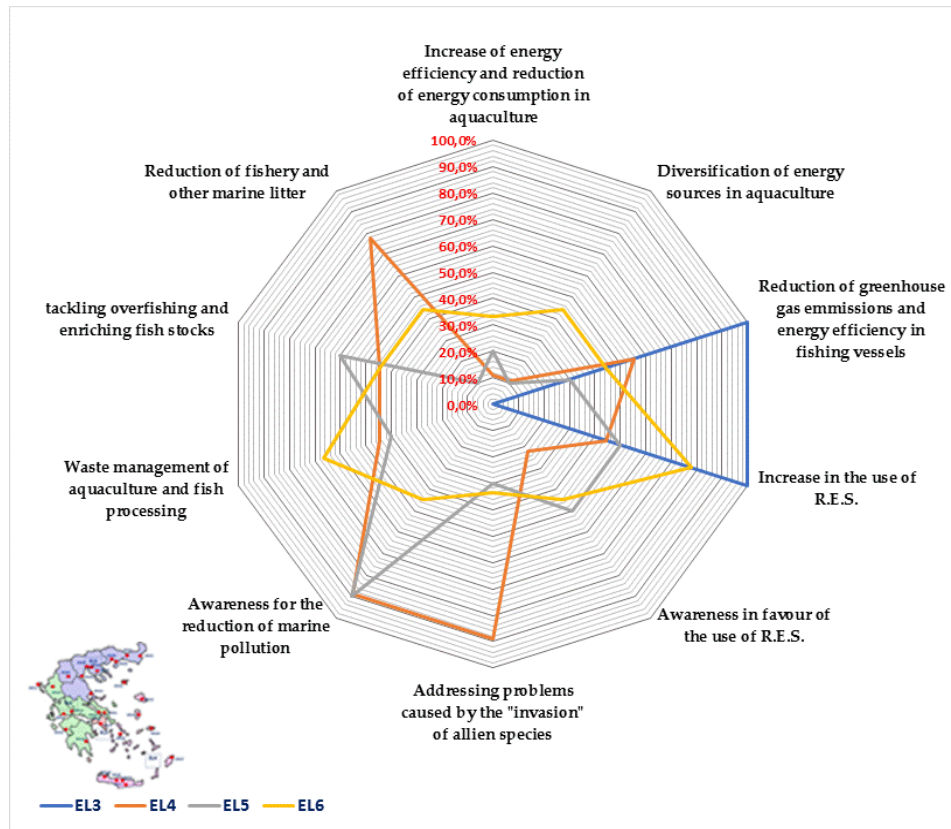 Increase of energy
efficiency and reduction
of energy consumption in
aquaculture
100,0%
90,0%
80,0%
70,0%
60,0%
50,0%
40,0%
30,0%
20,0%
10,0%
0,0%
Diversification of energy
sources in aquaculture
Reduction of greenhouse
gas emmissions and
energy efficiency in
fishing vessels
Increase in the use of
R.E.S.
Awareness in favour of
the use of R.E.S.
Addressing problems
caused by the "invasion"
of allien species
Awareness for the
reduction of marine
pollution
Waste management of
aquaculture and fish
processing
tackling overfishing and
enriching fish stocks
Reduction of fishery and
other marine litter
EL3 EL4 EL5 EL6